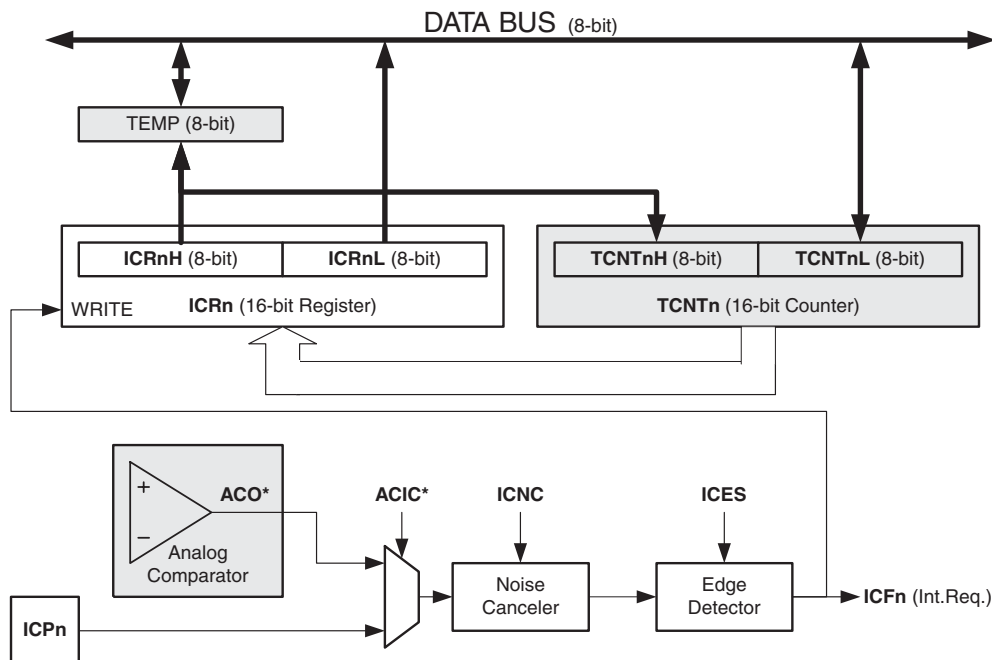 DATA BUS (8-bit)
TEMP (8-bit)
ICRnH (8-bit) ICRnL (8-bit) TCNTnH (8-bit) TCNTnL (8-bit)
WRITE ICRn (16-bit Register) TCNTn (16-bit Counter)
+ ACO* ACIC* ICNC ICES
−
Analog
Comparator
Noise
Canceler
Edge
Detector
ICFn (Int.Req.)
ICPn